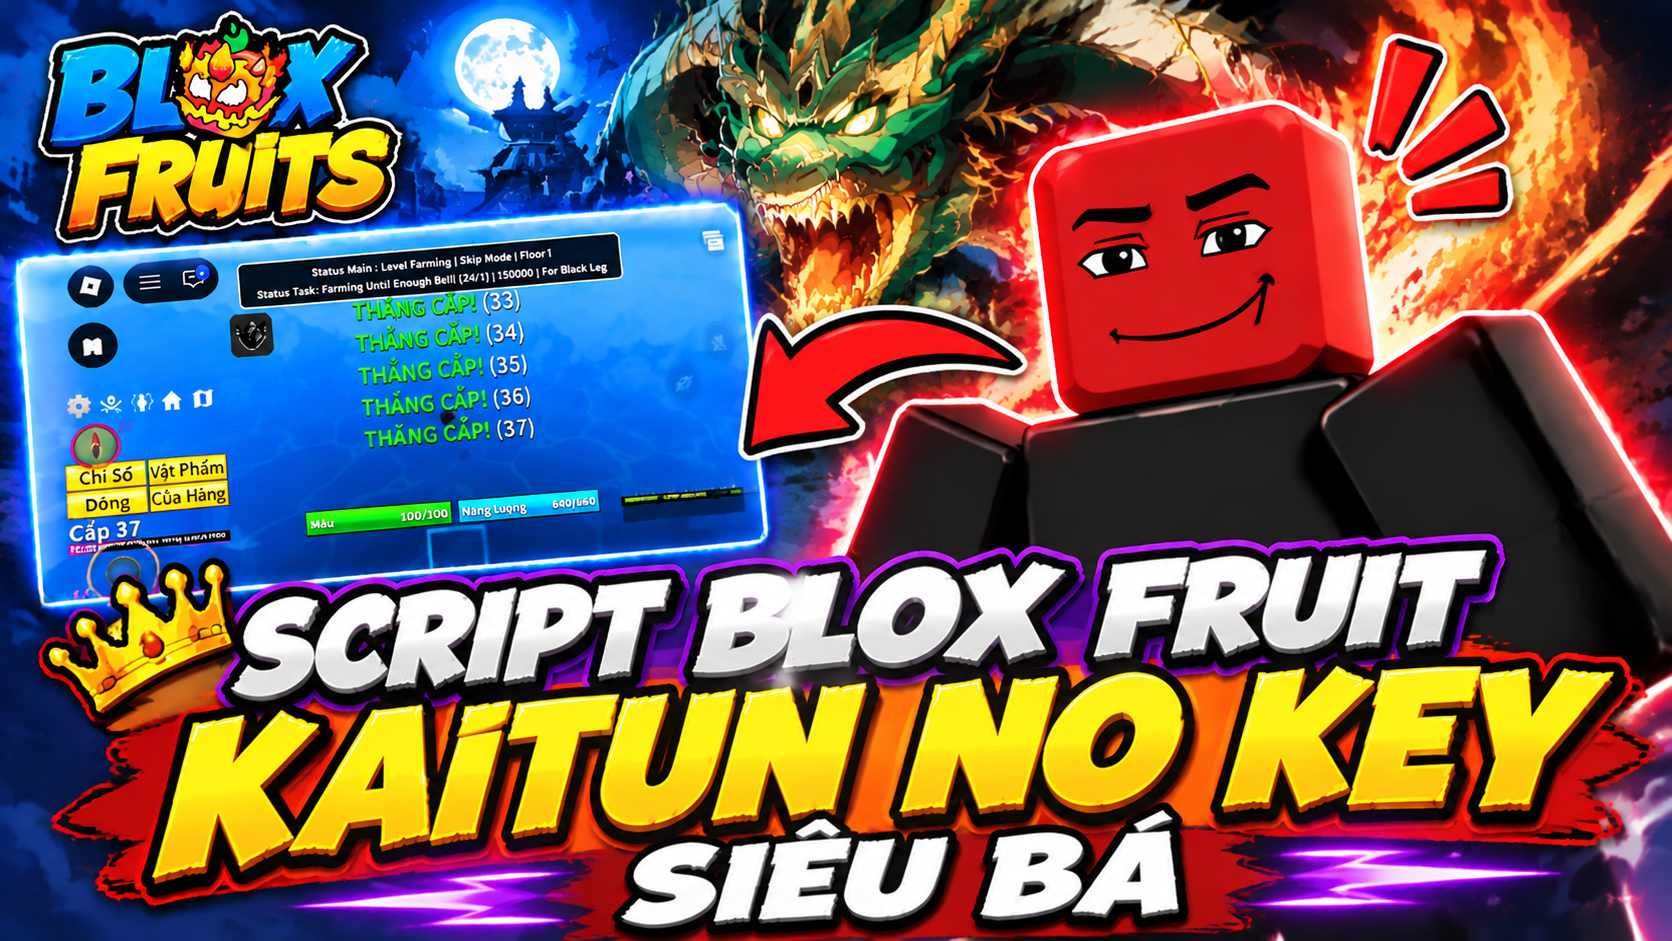 BLOX
FRUITS
Status Main : Level Farming | Skip Mode | Floor 1
Status Task: Farming Until Enough Beli| (24/1) | 150000 | For Black Leg
THĂNG CẤP! (33)
THĂNG CẤP! (34)
THĂNG CẤP! (35)
THĂNG CẤP! (36)
THĂNG CẤP! (37)
Chỉ Số
Vật Phẩm
Đóng
Cửa Hàng
Cấp 37
Máu
100/100
Năng Lượng
640/660
SCRIPT BLOX FRUIT
KAITUN NO KEY
SIÊU BÁ